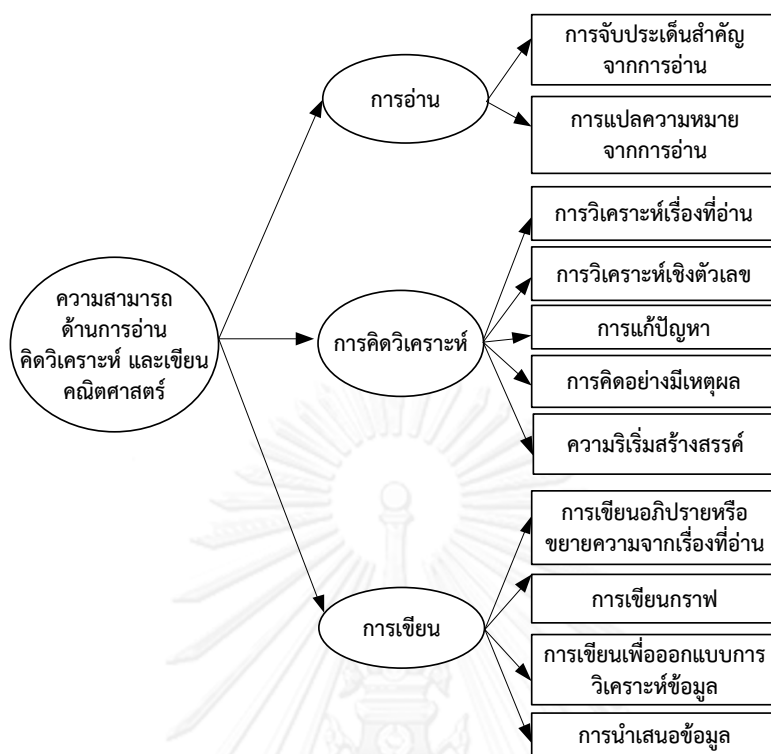 ความสามารถ
ด้านการอ่าน
คิดวิเคราะห์ และเขียน
คณิตศาสตร์
การอ่าน
การจับประเด็นสำคัญ
จากการอ่าน
การแปลความหมาย
จากการอ่าน
การคิดวิเคราะห์
การวิเคราะห์เรื่องที่อ่าน
การวิเคราะห์เชิงตัวเลข
การแก้ปัญหา
การคิดอย่างมีเหตุผล
ความริเริ่มสร้างสรรค์
การเขียน
การเขียนอภิปรายหรือ
ขยายความจากเรื่องที่อ่าน
การเขียนกราฟ
การเขียนเพื่อออกแบบการ
วิเคราะห์ข้อมูล
การนำเสนอข้อมูล